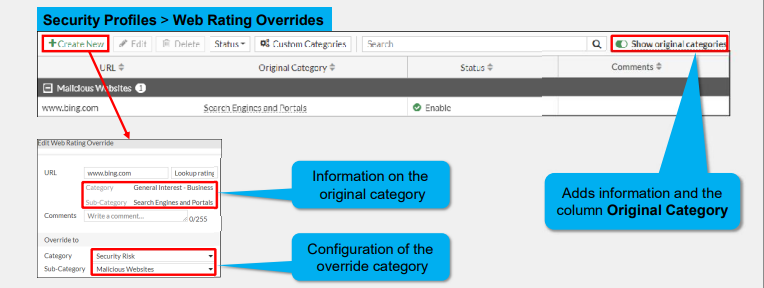 Security Profiles > Web Rating Overrides
Create New Edit Delete Status Custom Categories Search Show original categories
URL Original Category Status Comments
Malicious Websites 1
www.bing.com Search Engines and Portals Enable
Edit Web Rating Override
URL www.bing.com Lookup rating
Category General Interest - Business
Sub-Category Search Engines and Portals
Comments Write a comment... 0/255
Override to
Category Security Risk
Sub-Category Malicious Websites
Information on the
original category
Configuration of the
override category
Adds information and the
column Original Category